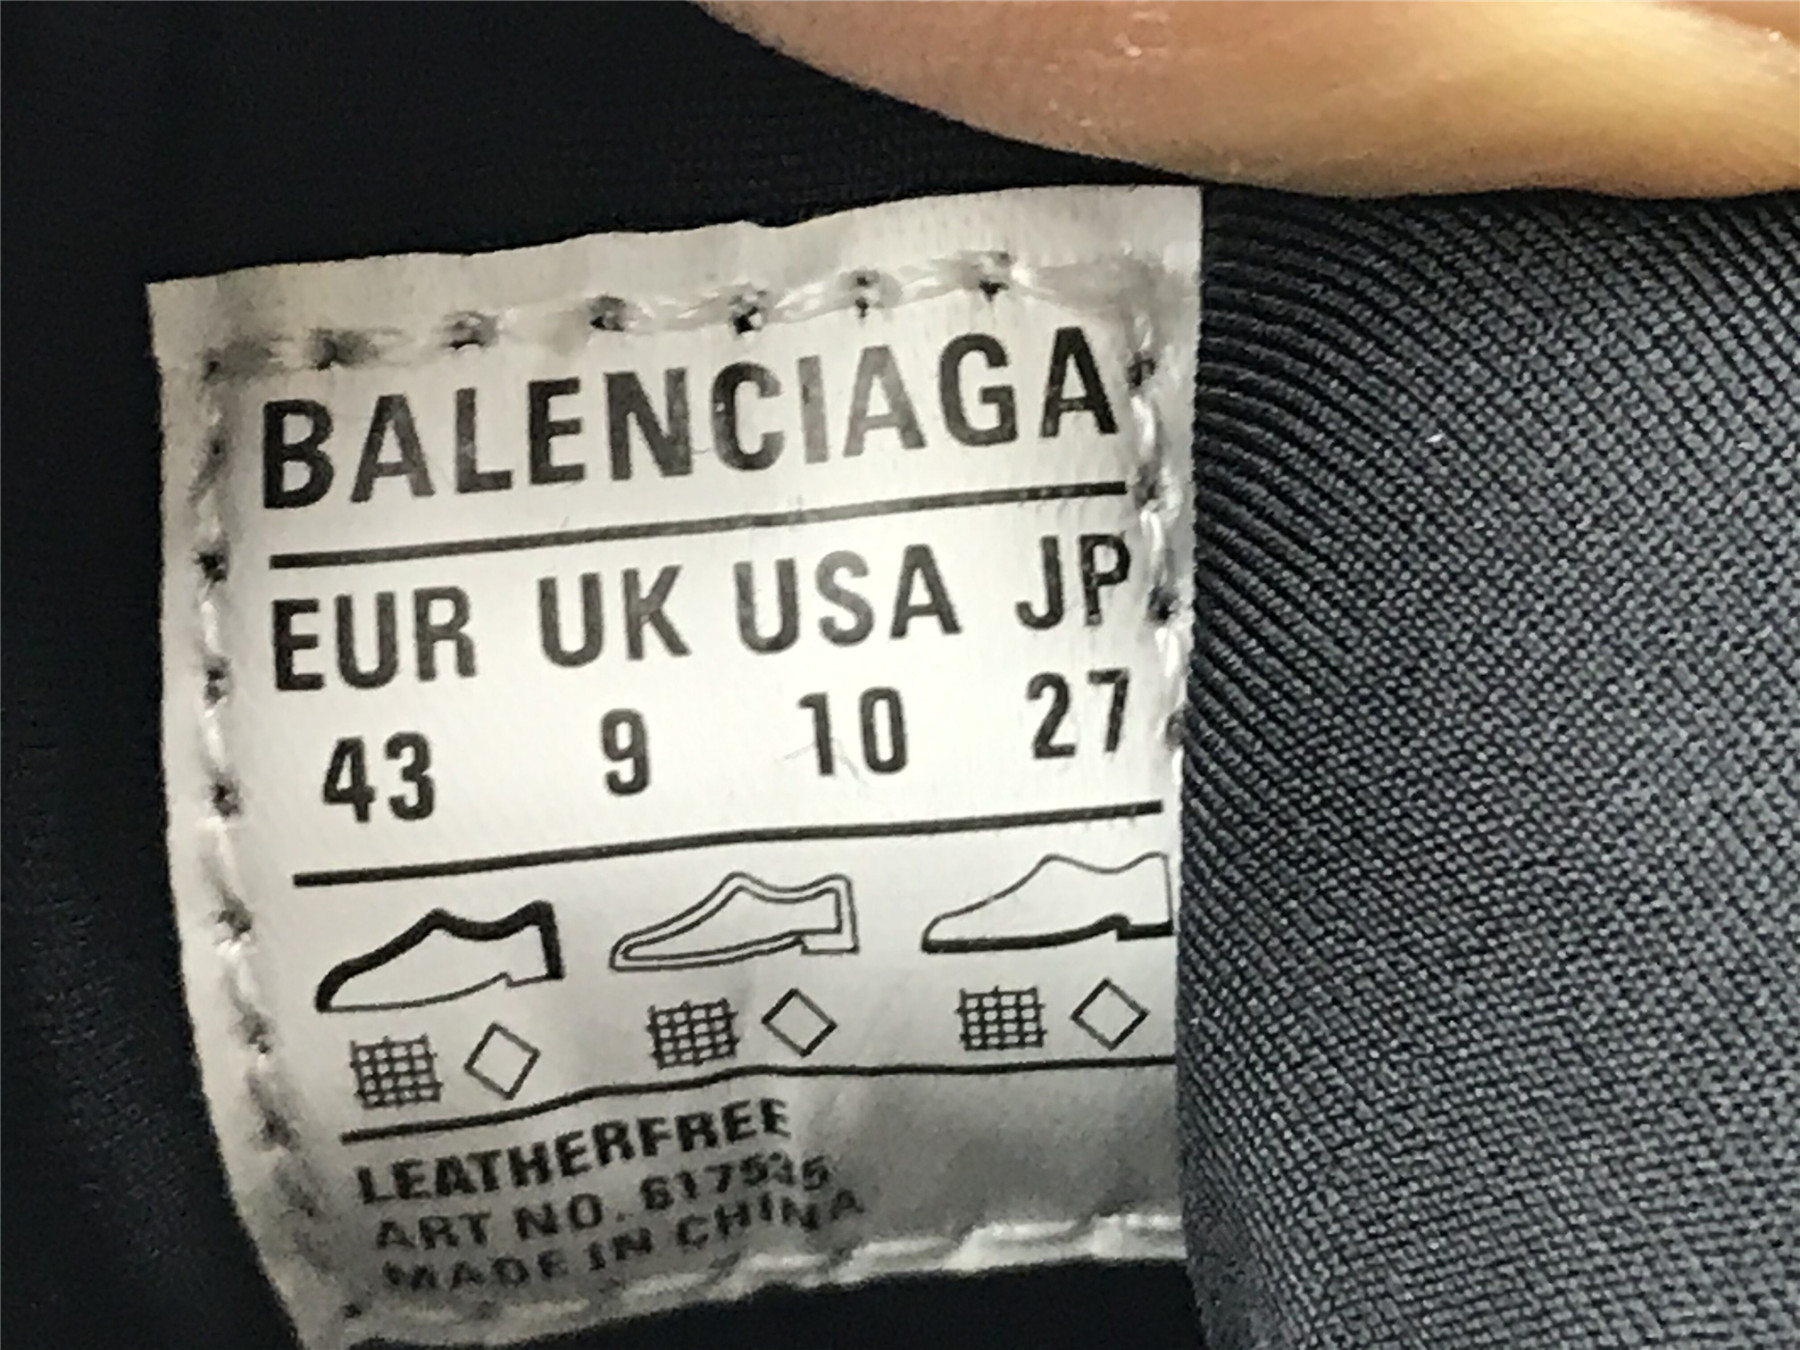 BALENCIAGA
EUR UK USA JP
43 9 10 27
LEATHERFREE
ART NO. 617535
MADE IN CHINA